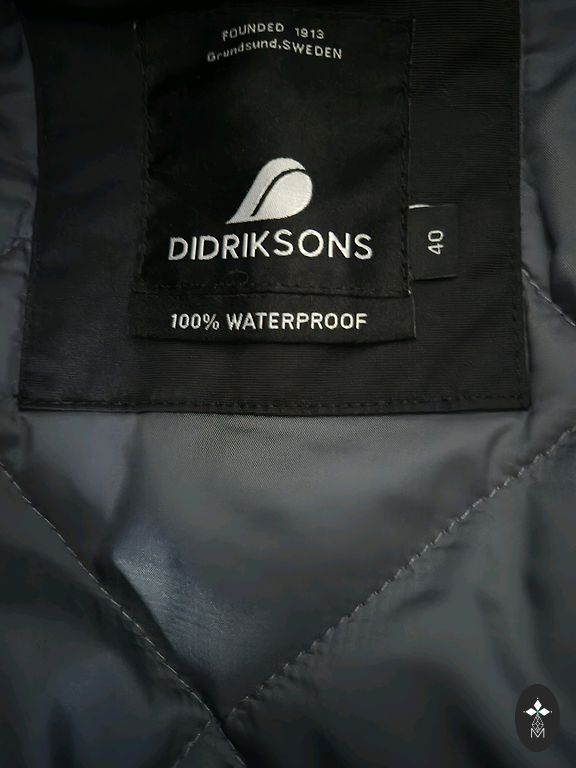 FOUNDED 1913
Grundsund, SWEDEN
DIDRIKSONS
40
100% WATERPROOF
M